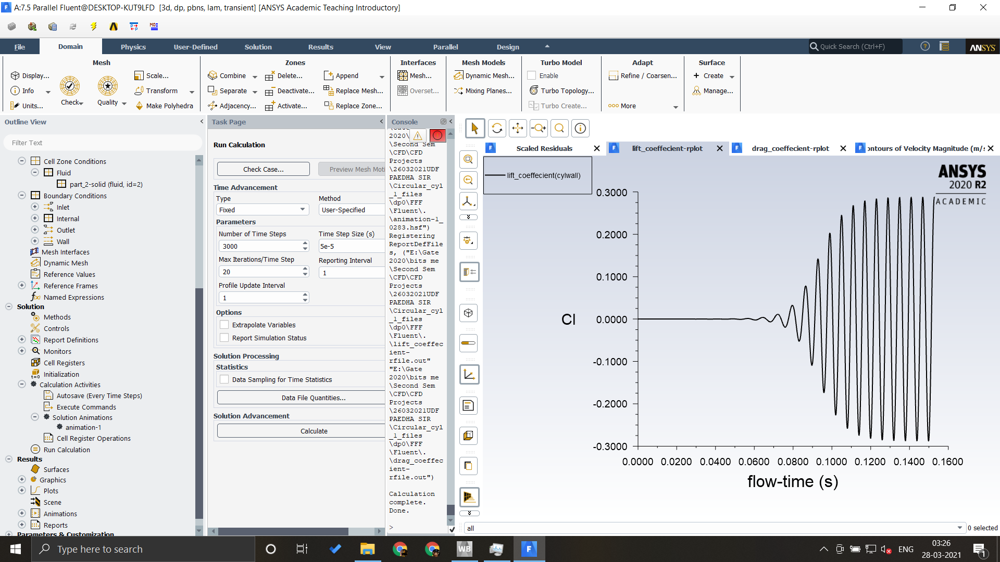 A:7.5 Parallel Fluent@DESKTOP-KUT9LFD [3d, dp, pbns, lam, transient] [ANSYS Academic Teaching Introductory]
File Domain Physics User-Defined Solution Results View Parallel Design Quick Search (Ctrl+F) ANSYS
Mesh Zones Interfaces Mesh Models Turbo Model Adapt Surface
Display... Scale... Combine Delete... Append Mesh... Dynamic Mesh... Enable Refine / Coarsen... Create
Info Check Quality Transform Separate Deactivate... Replace Mesh... Overset... Mixing Planes... Turbo Topology... Manage...
Units... Make Polyhedra Adjacency... Activate... Replace Zone... Turbo Create... More
Outline View
Filter Text
Cell Zone Conditions
Fluid
part_2-solid (fluid, id=2)
Boundary Conditions
Inlet
Internal
Outlet
Wall
Mesh Interfaces
Dynamic Mesh
Reference Values
Reference Frames
Named Expressions
Solution
Methods
Controls
Report Definitions
Monitors
Cell Registers
Initialization
Calculation Activities
Autosave (Every Time Steps)
Execute Commands
Solution Animations
animation-1
Cell Register Operations
Run Calculation
Results
Surfaces
Graphics
Plots
Scene
Animations
Reports
Parameters & Customization
Task Page
Run Calculation
Check Case... Preview Mesh Moti
Time Advancement
Type Method
Fixed User-Specified
Parameters
Number of Time Steps Time Step Size (s)
3000 5e-5
Max Iterations/Time Step Reporting Interval
20 1
Profile Update Interval
1
Options
Extrapolate Variables
Report Simulation Status
Solution Processing
Statistics
Data Sampling for Time Statistics
Data File Quantities...
Solution Advancement
Calculate
Console
2020\
\Second Sem
\CFD\CFD
Projects
\26032021UDF
PAEDHA SIR
\Circular_cyl
_1_files
\dp0\FFF
\Fluent\.
\animation-1_
0283.hsf")
Registering
ReportDefFile
s, ("E:\Gate
2020\bits me
\Second Sem
\CFD\CFD
Projects
\26032021UDF
PAEDHA SIR
\Circular_cyl
_1_files
\dp0\FFF
\Fluent\.
\lift_coeffec
ient-
rfile.out"
"E:\Gate
2020\bits me
\Second Sem
\CFD\CFD
Projects
\26032021UDF
PAEDHA SIR
\Circular_cyl
_1_files
\dp0\FFF
\Fluent\.
\drag_coeffec
ient-
rfile.out")
Calculation
complete.
Done.
>
Scaled Residuals lift_coeffecient-rplot drag_coeffecient-rplot ontours of Velocity Magnitude (m/s
lift_coeffecient(cylwall)
ANSYS
2020 R2
ACADEMIC
0.3000
0.2000
0.1000
Cl 0.0000
-0.1000
-0.2000
-0.3000
0.0000 0.0200 0.0400 0.0600 0.0800 0.1000 0.1200 0.1400 0.1600
flow-time (s)
all 0 selected
Type here to search
WB
ENG
03:26
28-03-2021
1